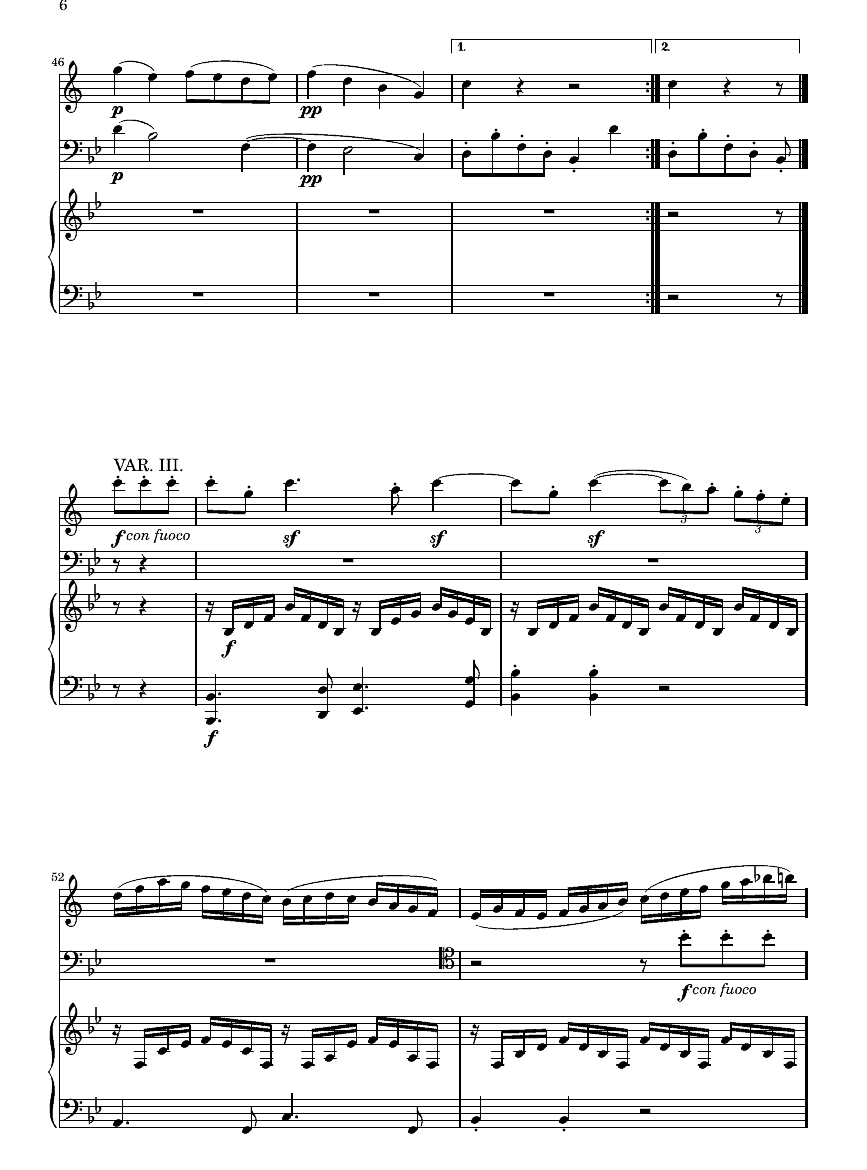 6
1. 2.
46
p pp
p pp
VAR. III.
f con fuoco sf sf sf
3 3
f
f
52
f con fuoco